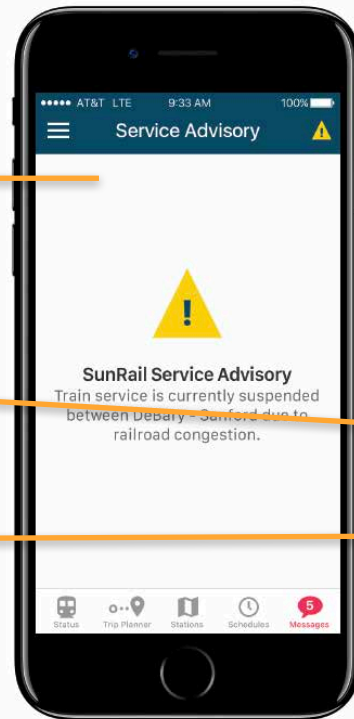 AT&T LTE 9:33 AM 100%
Service Advisory
!
!
SunRail Service Advisory
Train service is currently suspended
between DeBary - Sanford due to
railroad congestion.
5
Status Trip Planner Stations Schedules Messages